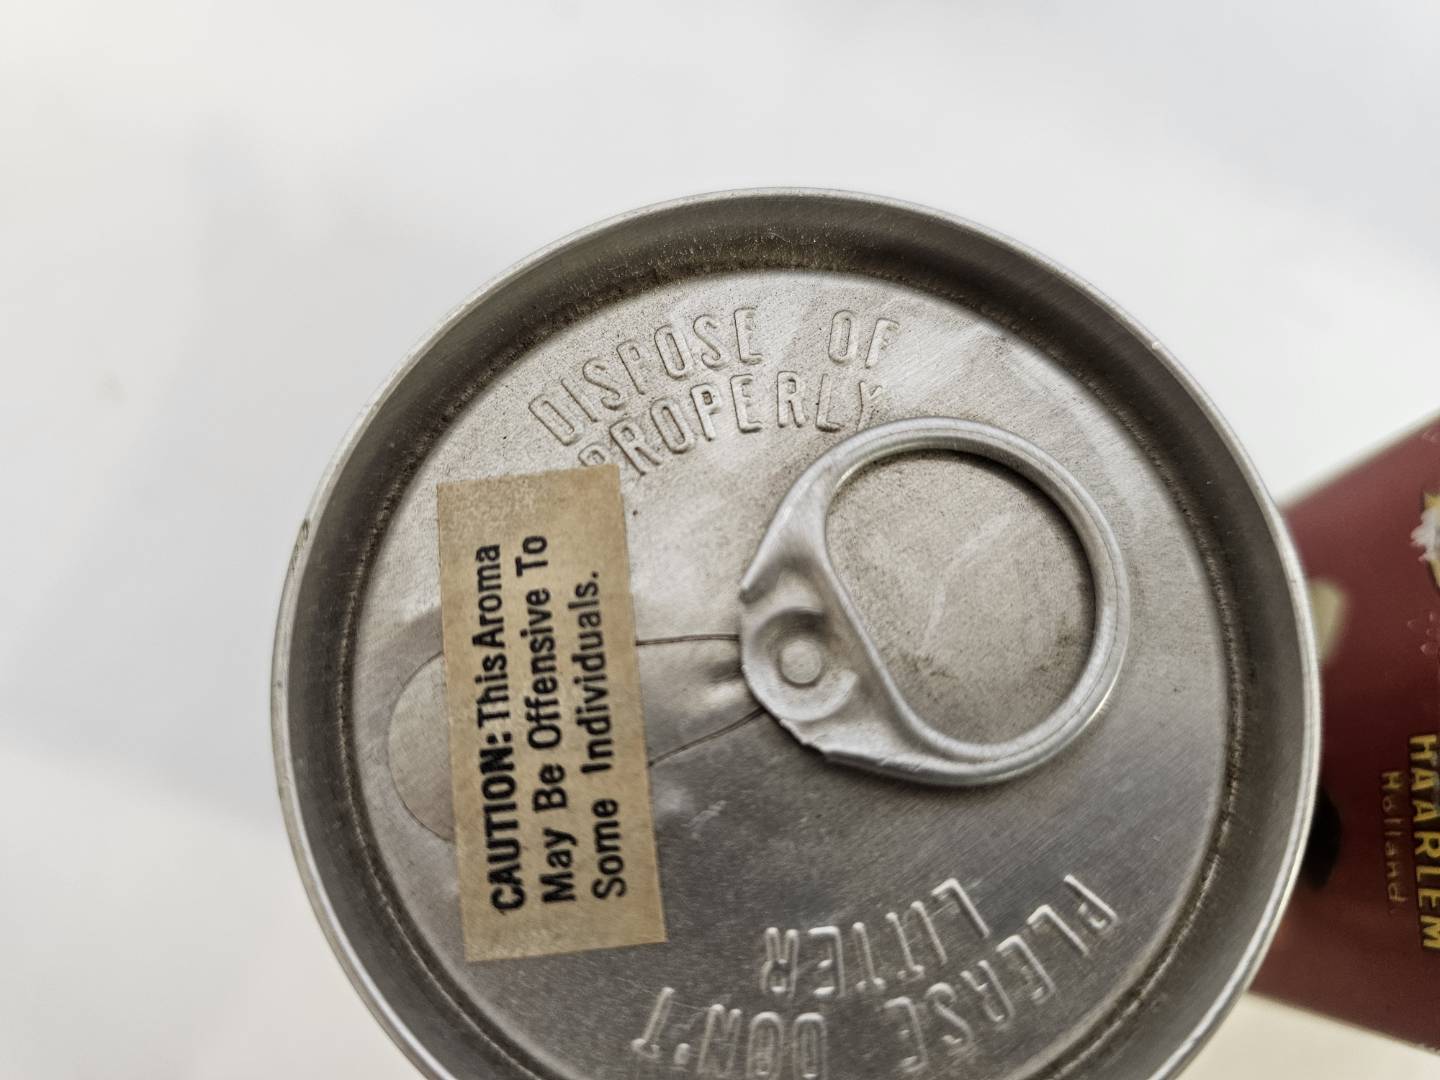 DISPOSE OF
PROPERLY
CAUTION: This Aroma
May Be Offensive To
Some Individuals.
PLEASE DON'T
LITTER
HAARLEM
Holland.